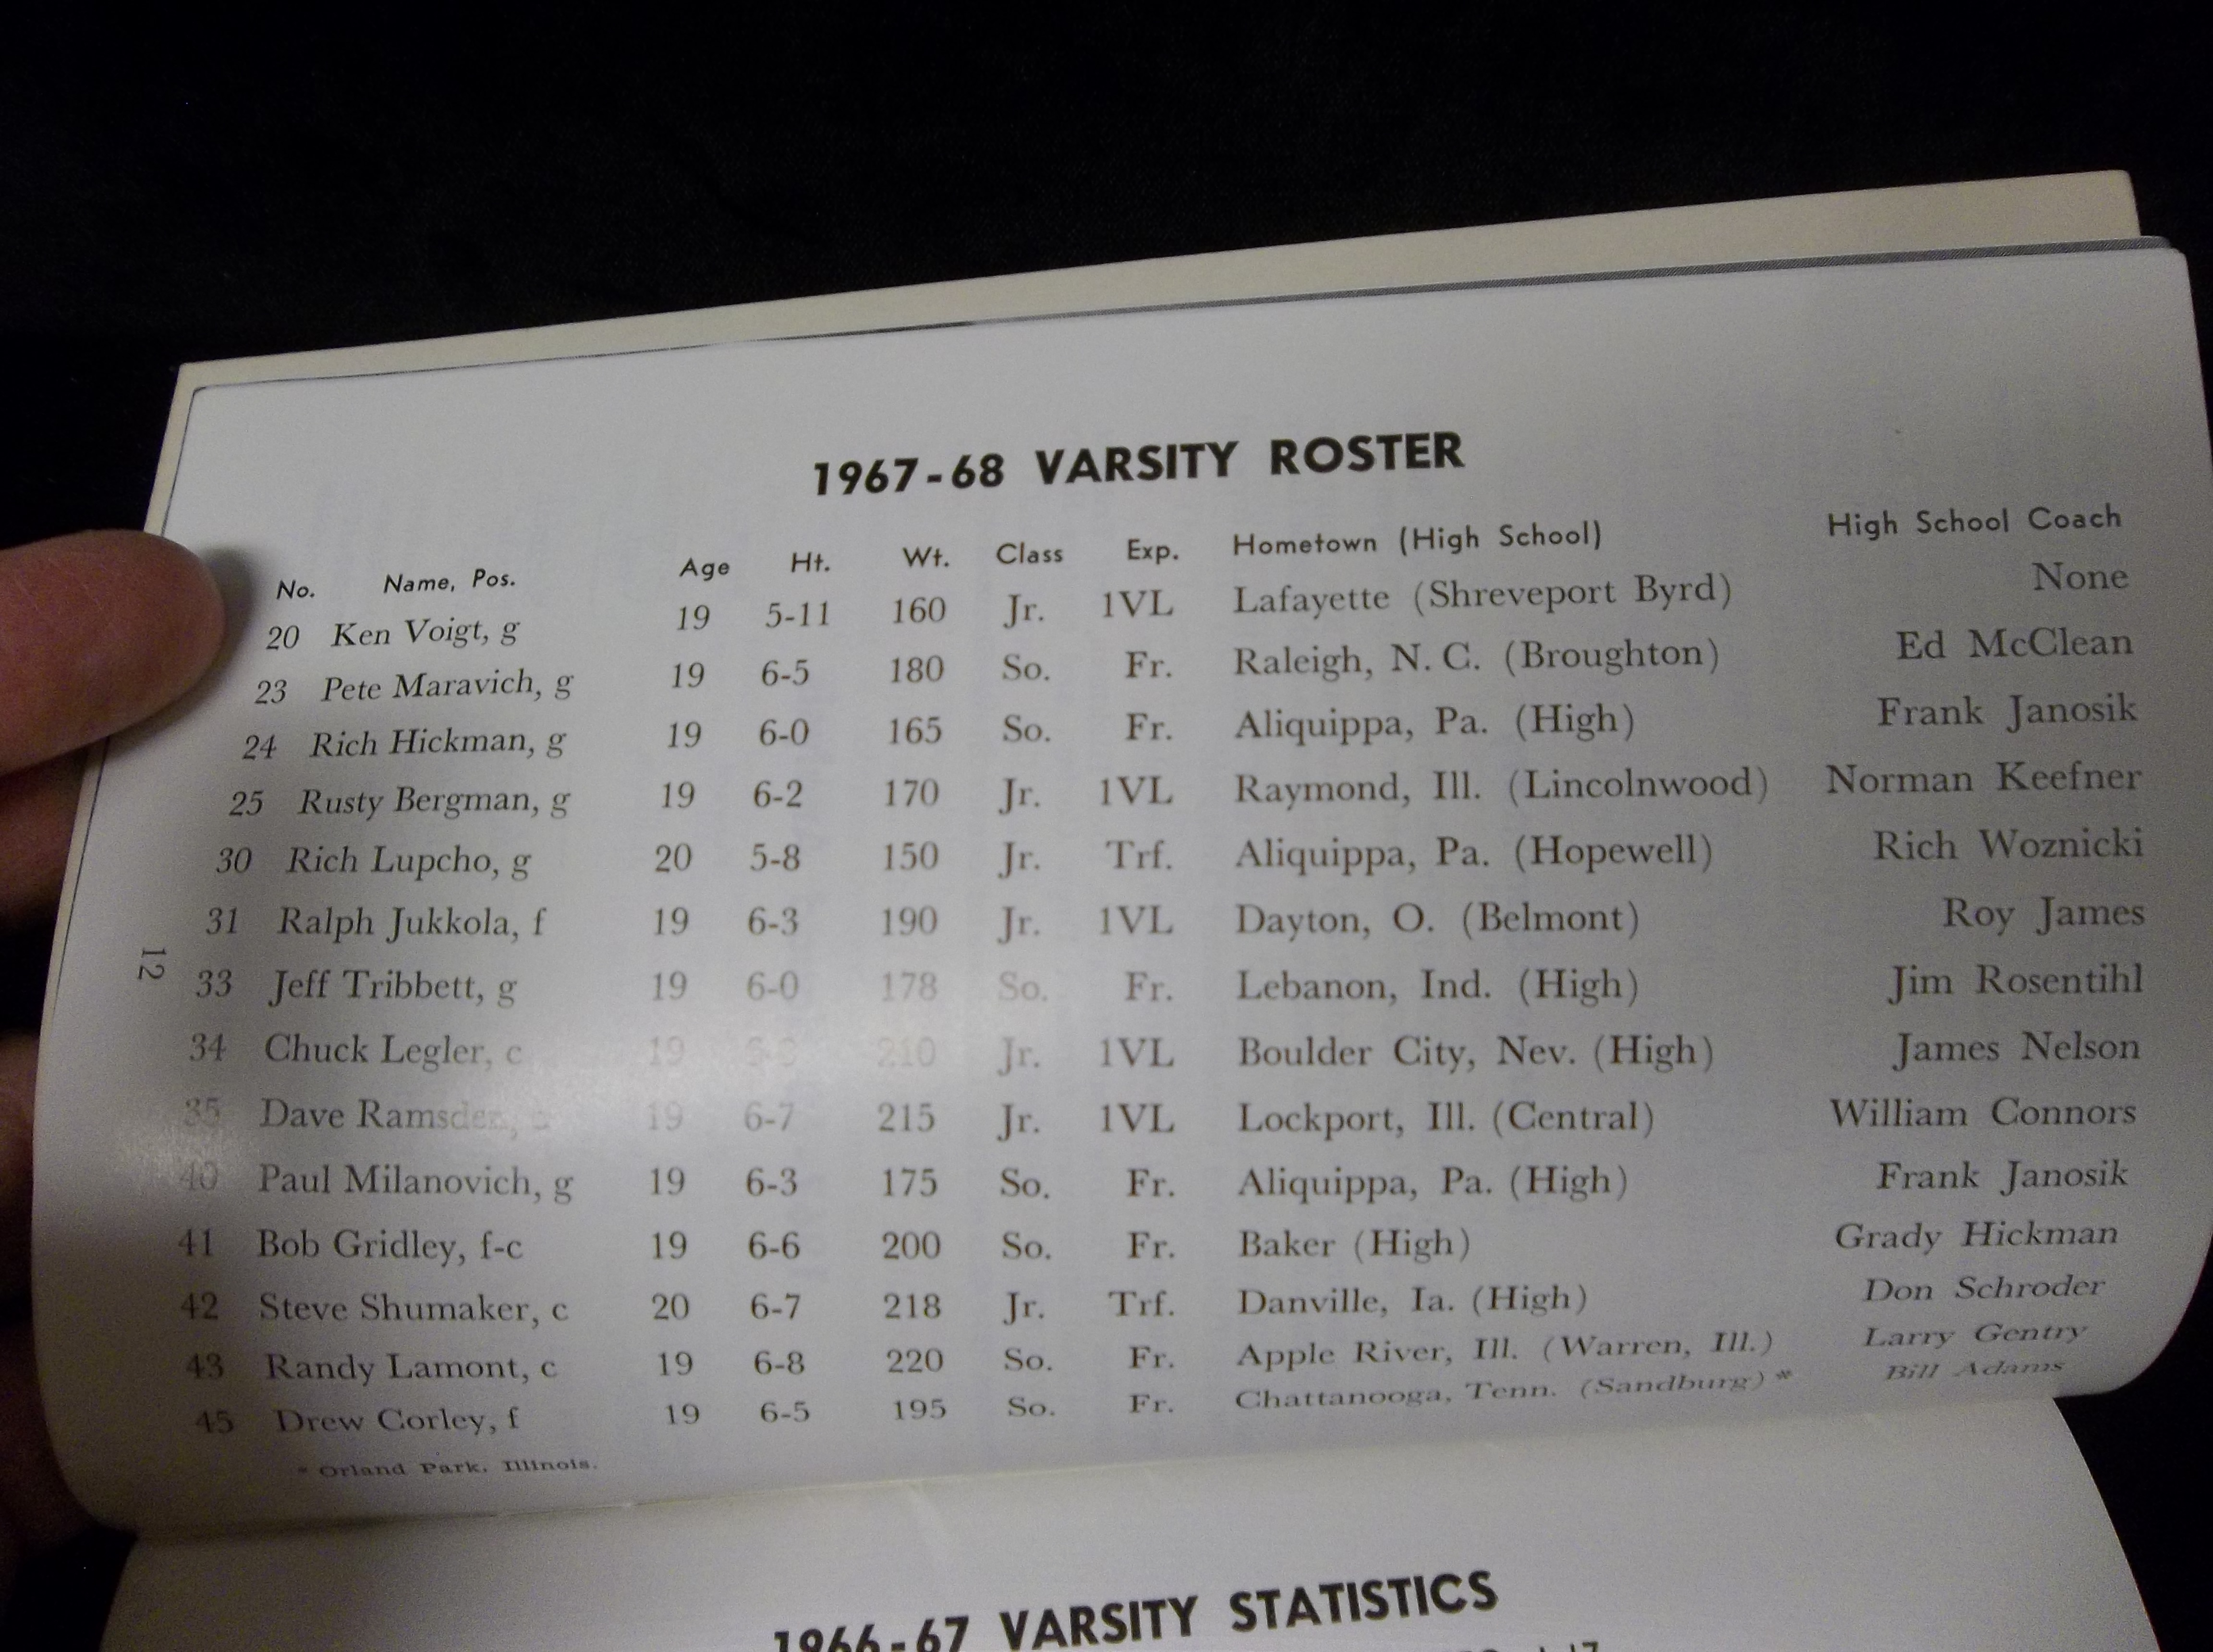 1967-68 VARSITY ROSTER
No. Name, Pos. Age Ht. Wt. Class Exp. Hometown (High School) High School Coach
20 Ken Voigt, g 19 5-11 160 Jr. 1VL Lafayette (Shreveport Byrd) None
23 Pete Maravich, g 19 6-5 180 So. Fr. Raleigh, N. C. (Broughton) Ed McClean
24 Rich Hickman, g 19 6-0 165 So. Fr. Aliquippa, Pa. (High) Frank Janosik
25 Rusty Bergman, g 19 6-2 170 Jr. 1VL Raymond, Ill. (Lincolnwood) Norman Keefner
30 Rich Lupcho, g 20 5-8 150 Jr. Trf. Aliquippa, Pa. (Hopewell) Rich Woznicki
31 Ralph Jukkola, f 19 6-3 190 Jr. 1VL Dayton, O. (Belmont) Roy James
33 Jeff Tribbett, g 19 6-0 178 So. Fr. Lebanon, Ind. (High) Jim Rosentihl
34 Chuck Legler, c 19 210 Jr. 1VL Boulder City, Nev. (High) James Nelson
35 Dave Ramsden, 19 6-7 215 Jr. 1VL Lockport, Ill. (Central) William Connors
40 Paul Milanovich, g 19 6-3 175 So. Fr. Aliquippa, Pa. (High) Frank Janosik
41 Bob Gridley, f-c 19 6-6 200 So. Fr. Baker (High) Grady Hickman
42 Steve Shumaker, c 20 6-7 218 Jr. Trf. Danville, Ia. (High) Don Schroder
43 Randy Lamont, c 19 6-8 220 So. Fr. Apple River, Ill. (Warren, Ill.) Larry Gentry
45 Drew Corley, f 19 6-5 195 So. Fr. Chattanooga, Tenn. (Sandburg)* Bill Adams
* Orland Park, Illinois.
12
1966-67 VARSITY STATISTICS